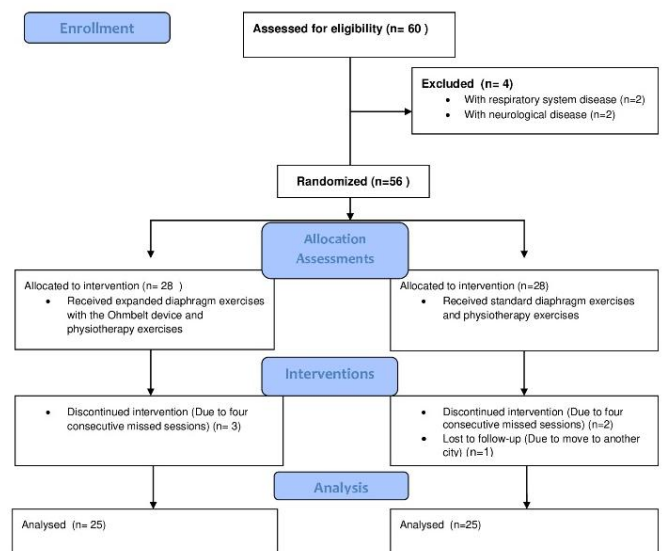 Enrollment
Assessed for eligibility (n= 60 )
Excluded (n= 4)
• With respiratory system disease (n=2)
• With neurological disease (n=2)
Randomized (n=56 )
Allocation
Assessments
Allocated to intervention (n= 28 )
• Received expanded diaphragm exercises
with the Ohmbelt device and
physiotherapy exercises
Allocated to intervention (n=28)
• Received standard diaphragm exercises
and physiotherapy exercises
Interventions
• Discontinued intervention (Due to four
consecutive missed sessions) (n= 3)
• Discontinued intervention (Due to four
consecutive missed sessions) (n=2)
• Lost to follow-up (Due to move to another
city) (n=1)
Analysis
Analysed (n= 25)
Analysed (n=25)